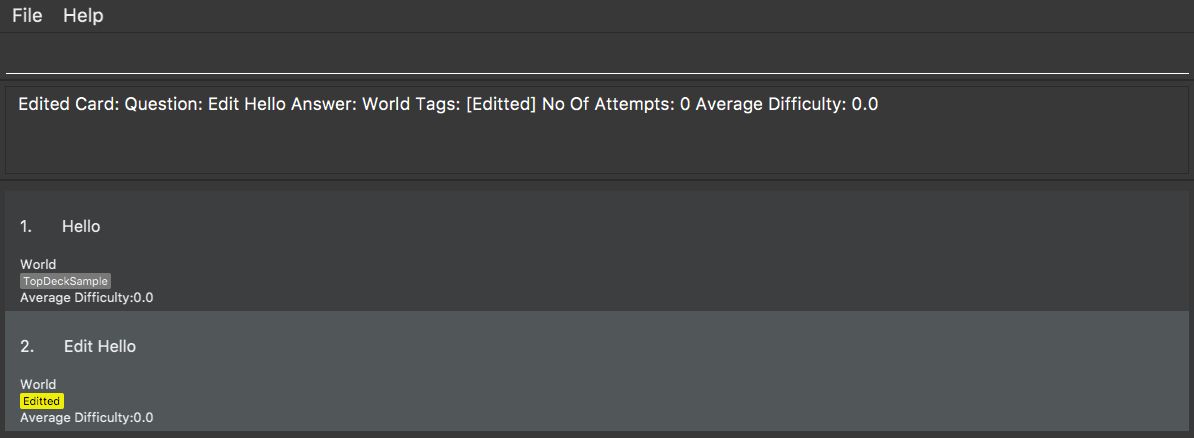 File Help
Edited Card: Question: Edit Hello Answer: World Tags: [Editted] No Of Attempts: 0 Average Difficulty: 0.0
1. Hello
World
TopDeckSample
Average Difficulty:0.0
2. Edit Hello
World
Editted
Average Difficulty:0.0